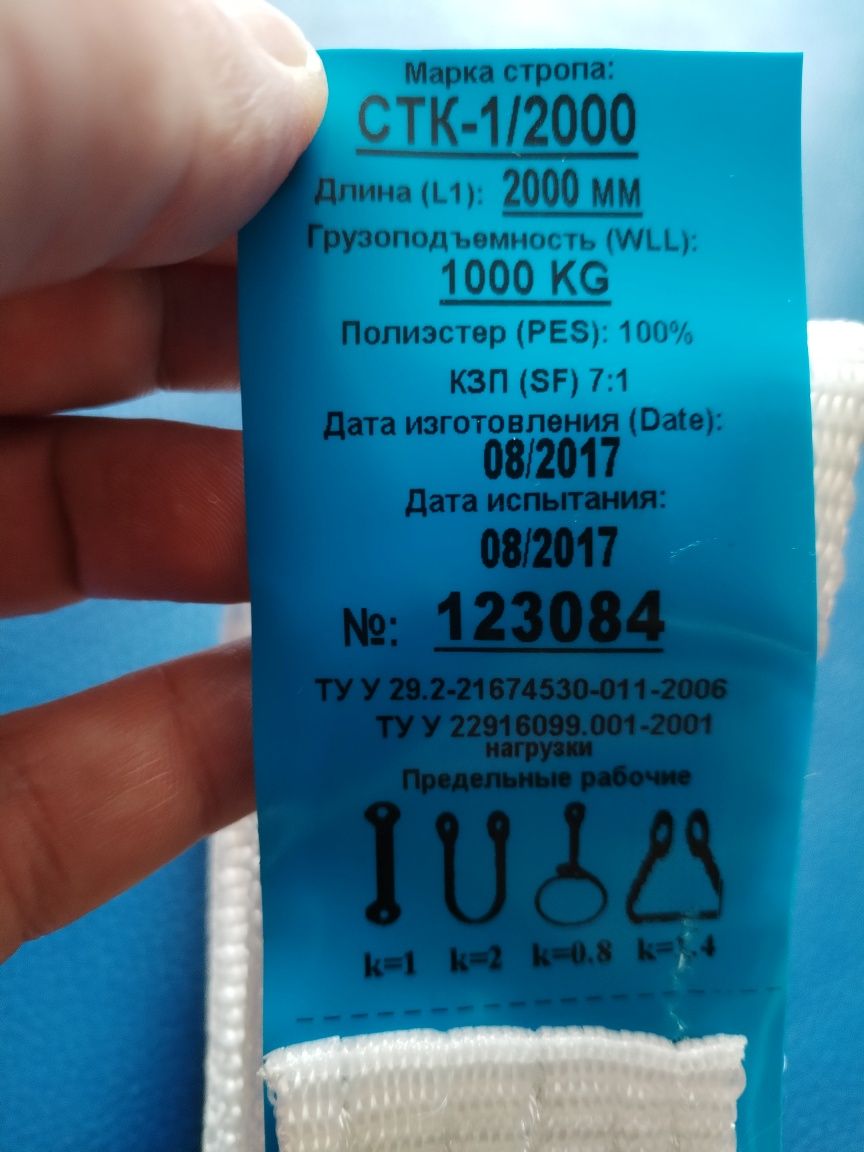 Марка стропа:
СТК-1/2000
Длина (L1): 2000 ММ
Грузоподъемность (WLL):
1000 KG
Полиэстер (PES): 100%
КЗП (SF) 7:1
Дата изготовления (Date):
08/2017
Дата испытания:
08/2017
№: 123084
ТУ У 29.2-21674530-011-2006
ТУ У 22916099.001-2001
нагрузки
Предельные рабочие
k=1 k=2 k=0.8 k=1.4